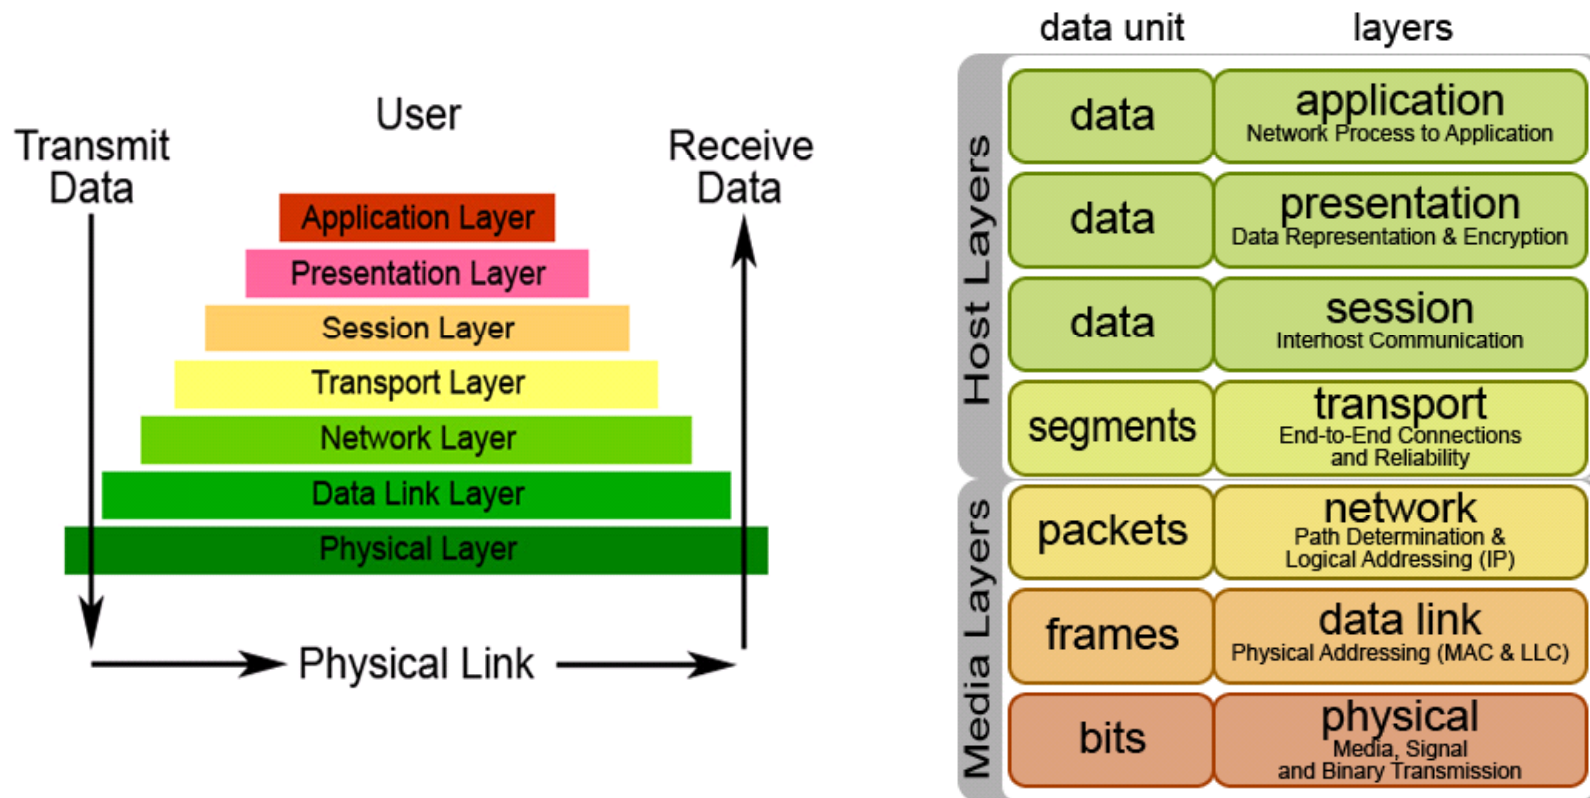 User
Transmit
Data
Receive
Data
Application Layer
Presentation Layer
Session Layer
Transport Layer
Network Layer
Data Link Layer
Physical Layer
Physical Link
data unit
layers
Host Layers
data
application
Network Process to Application
data
presentation
Data Representation & Encryption
data
session
Interhost Communication
segments
transport
End-to-End Connections
and Reliability
Media Layers
packets
network
Path Determination &
Logical Addressing (IP)
frames
data link
Physical Addressing (MAC & LLC)
bits
physical
Media, Signal
and Binary Transmission